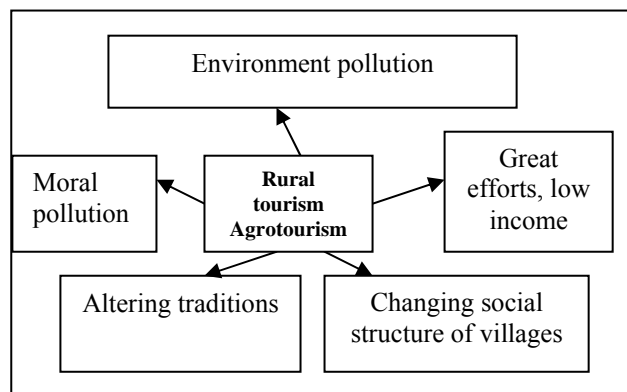 Environment pollution
Moral
pollution
Rural
tourism
Agrotourism
Great
efforts, low
income
Altering traditions
Changing social
structure of villages